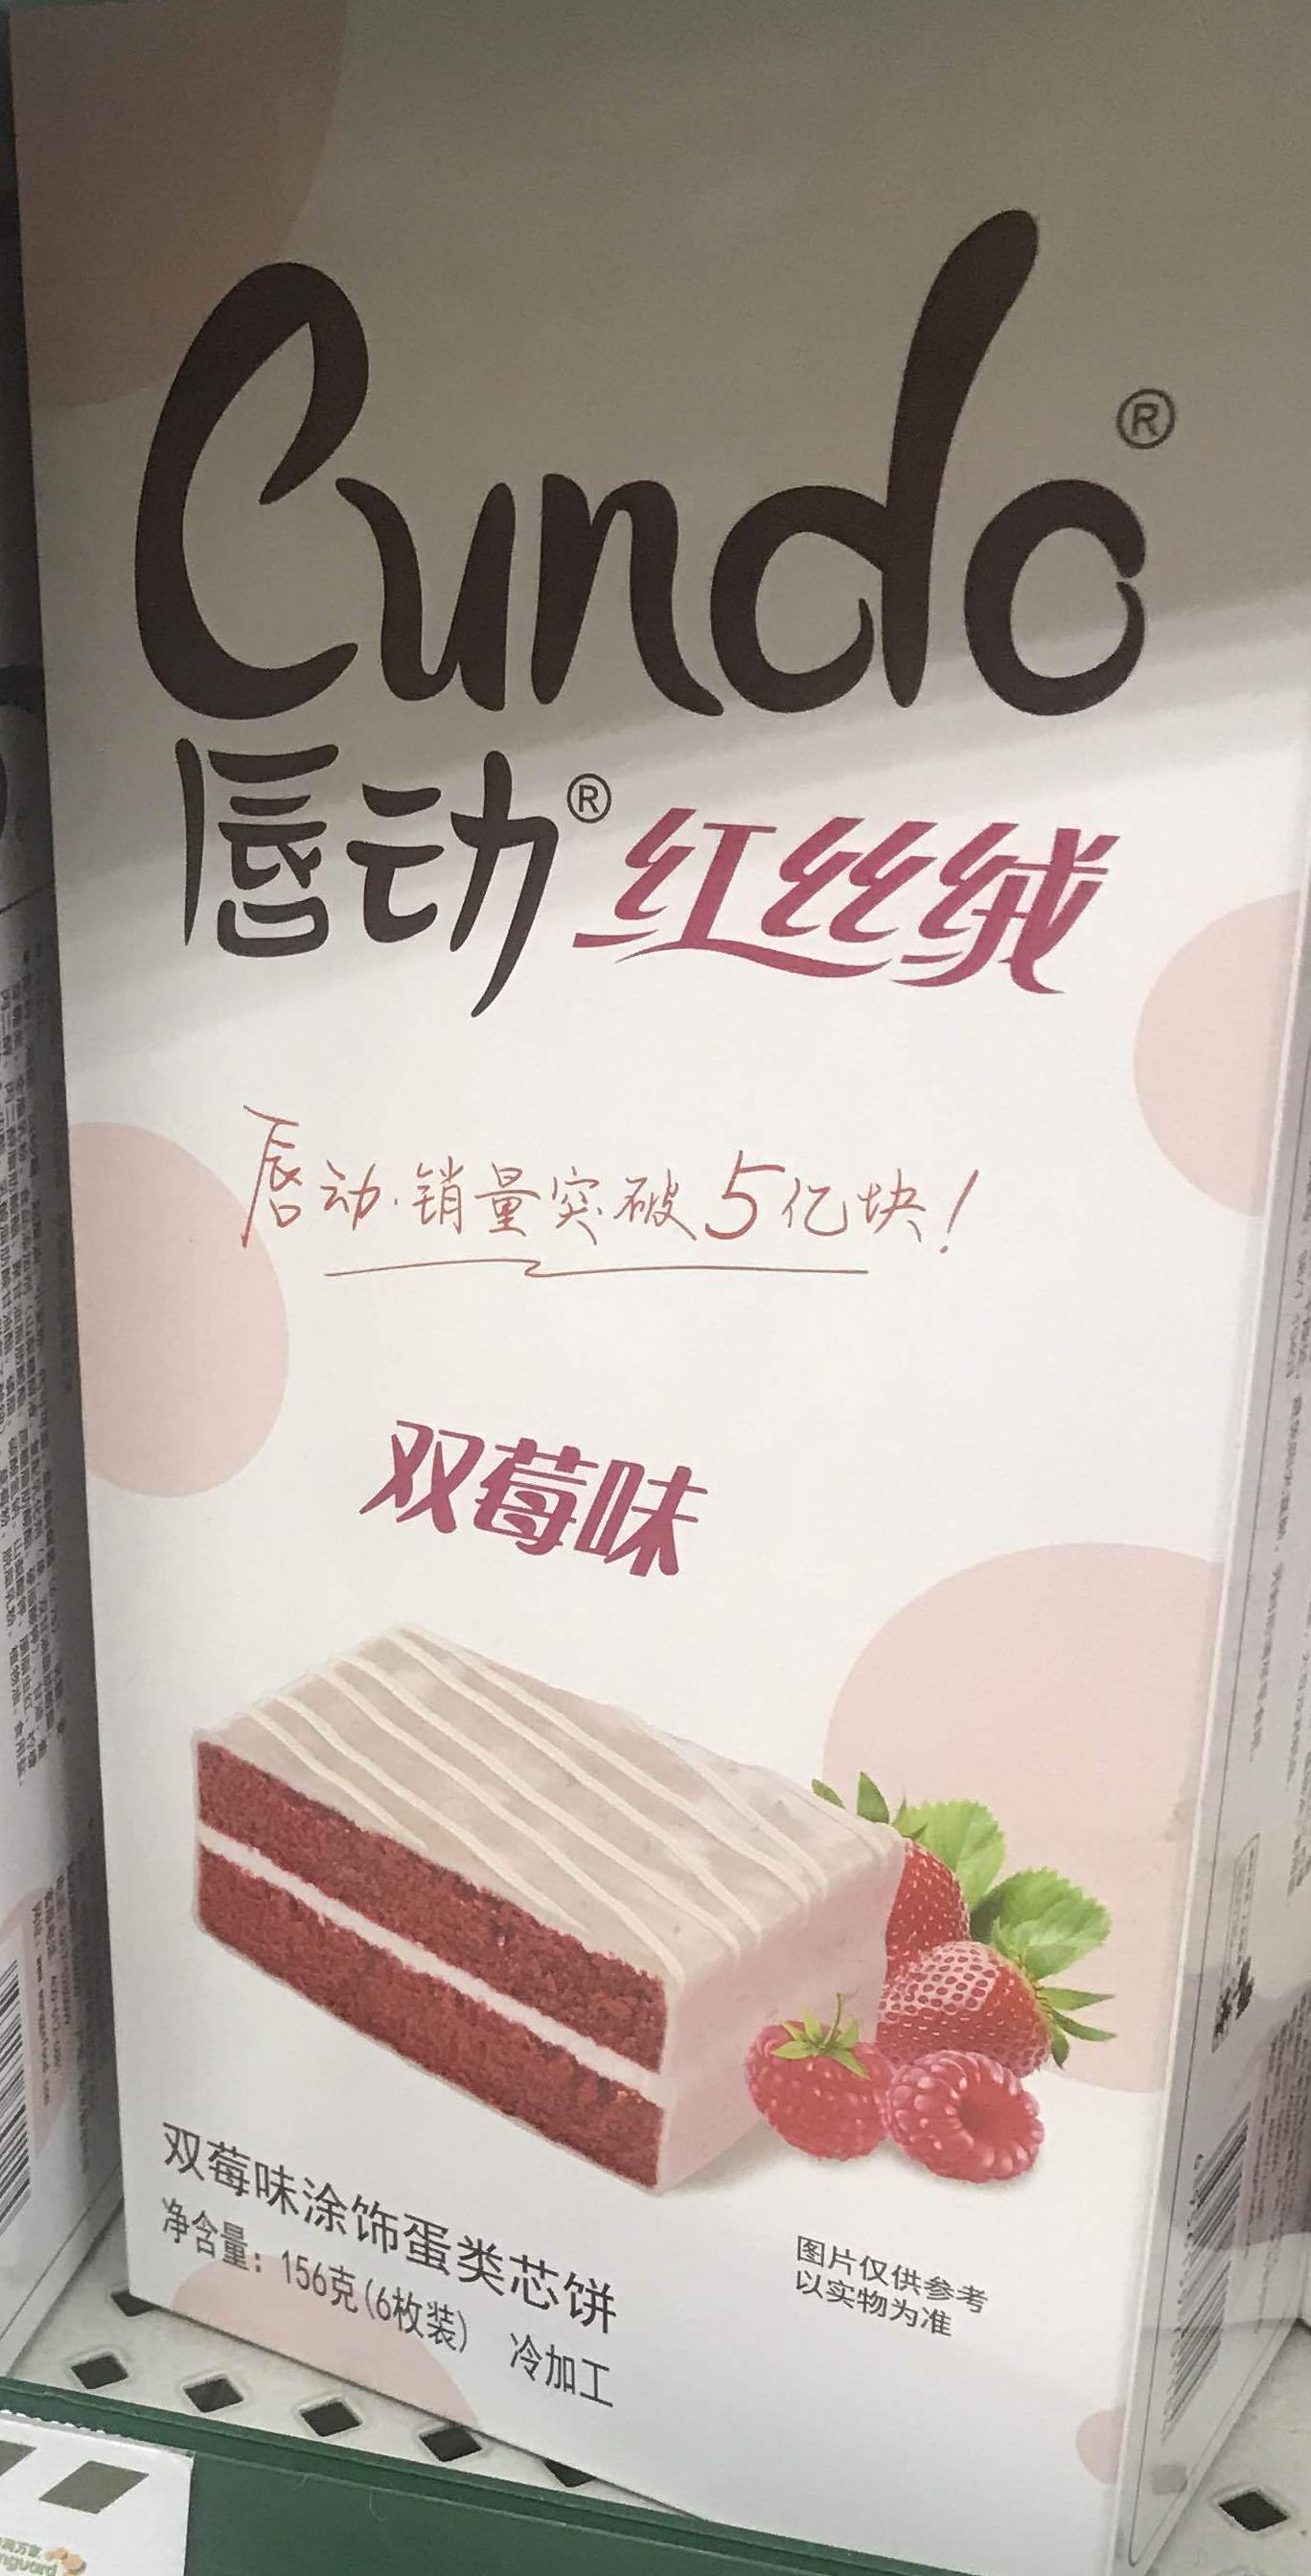 Cundo®
唇动®红丝绒
唇动·销量突破5亿块!
双莓味
双莓味涂饰蛋类芯饼
净含量：156克(6枚装) 冷加工
图片仅供参考
以实物为准